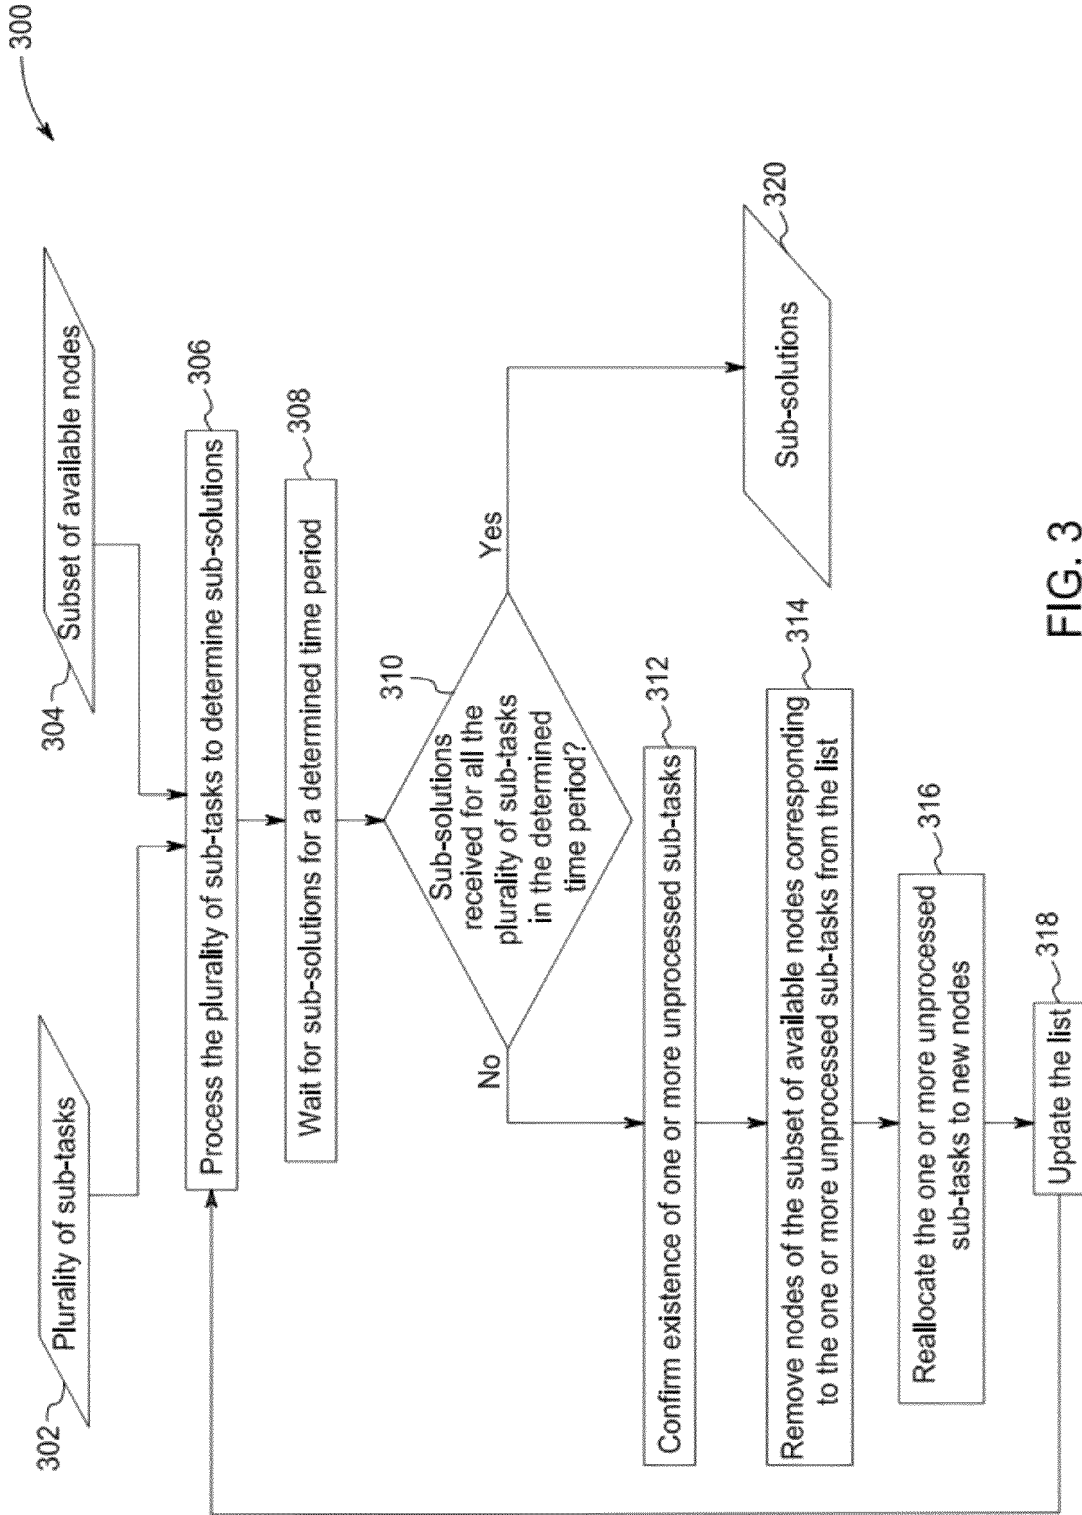 300
302
Plurality of sub-tasks
304
Subset of available nodes
Process the plurality of sub-tasks to determine sub-solutions
306
Wait for sub-solutions for a determined time period
308
310
Sub-solutions
received for all the
plurality of sub-tasks
in the determined
time period?
No
Yes
Confirm existence of one or more unprocessed sub-tasks
312
Remove nodes of the subset of available nodes corresponding
to the one or more unprocessed sub-tasks from the list
314
Sub-solutions
320
Reallocate the one or more unprocessed
sub-tasks to new nodes
316
Update the list
318
FIG. 3